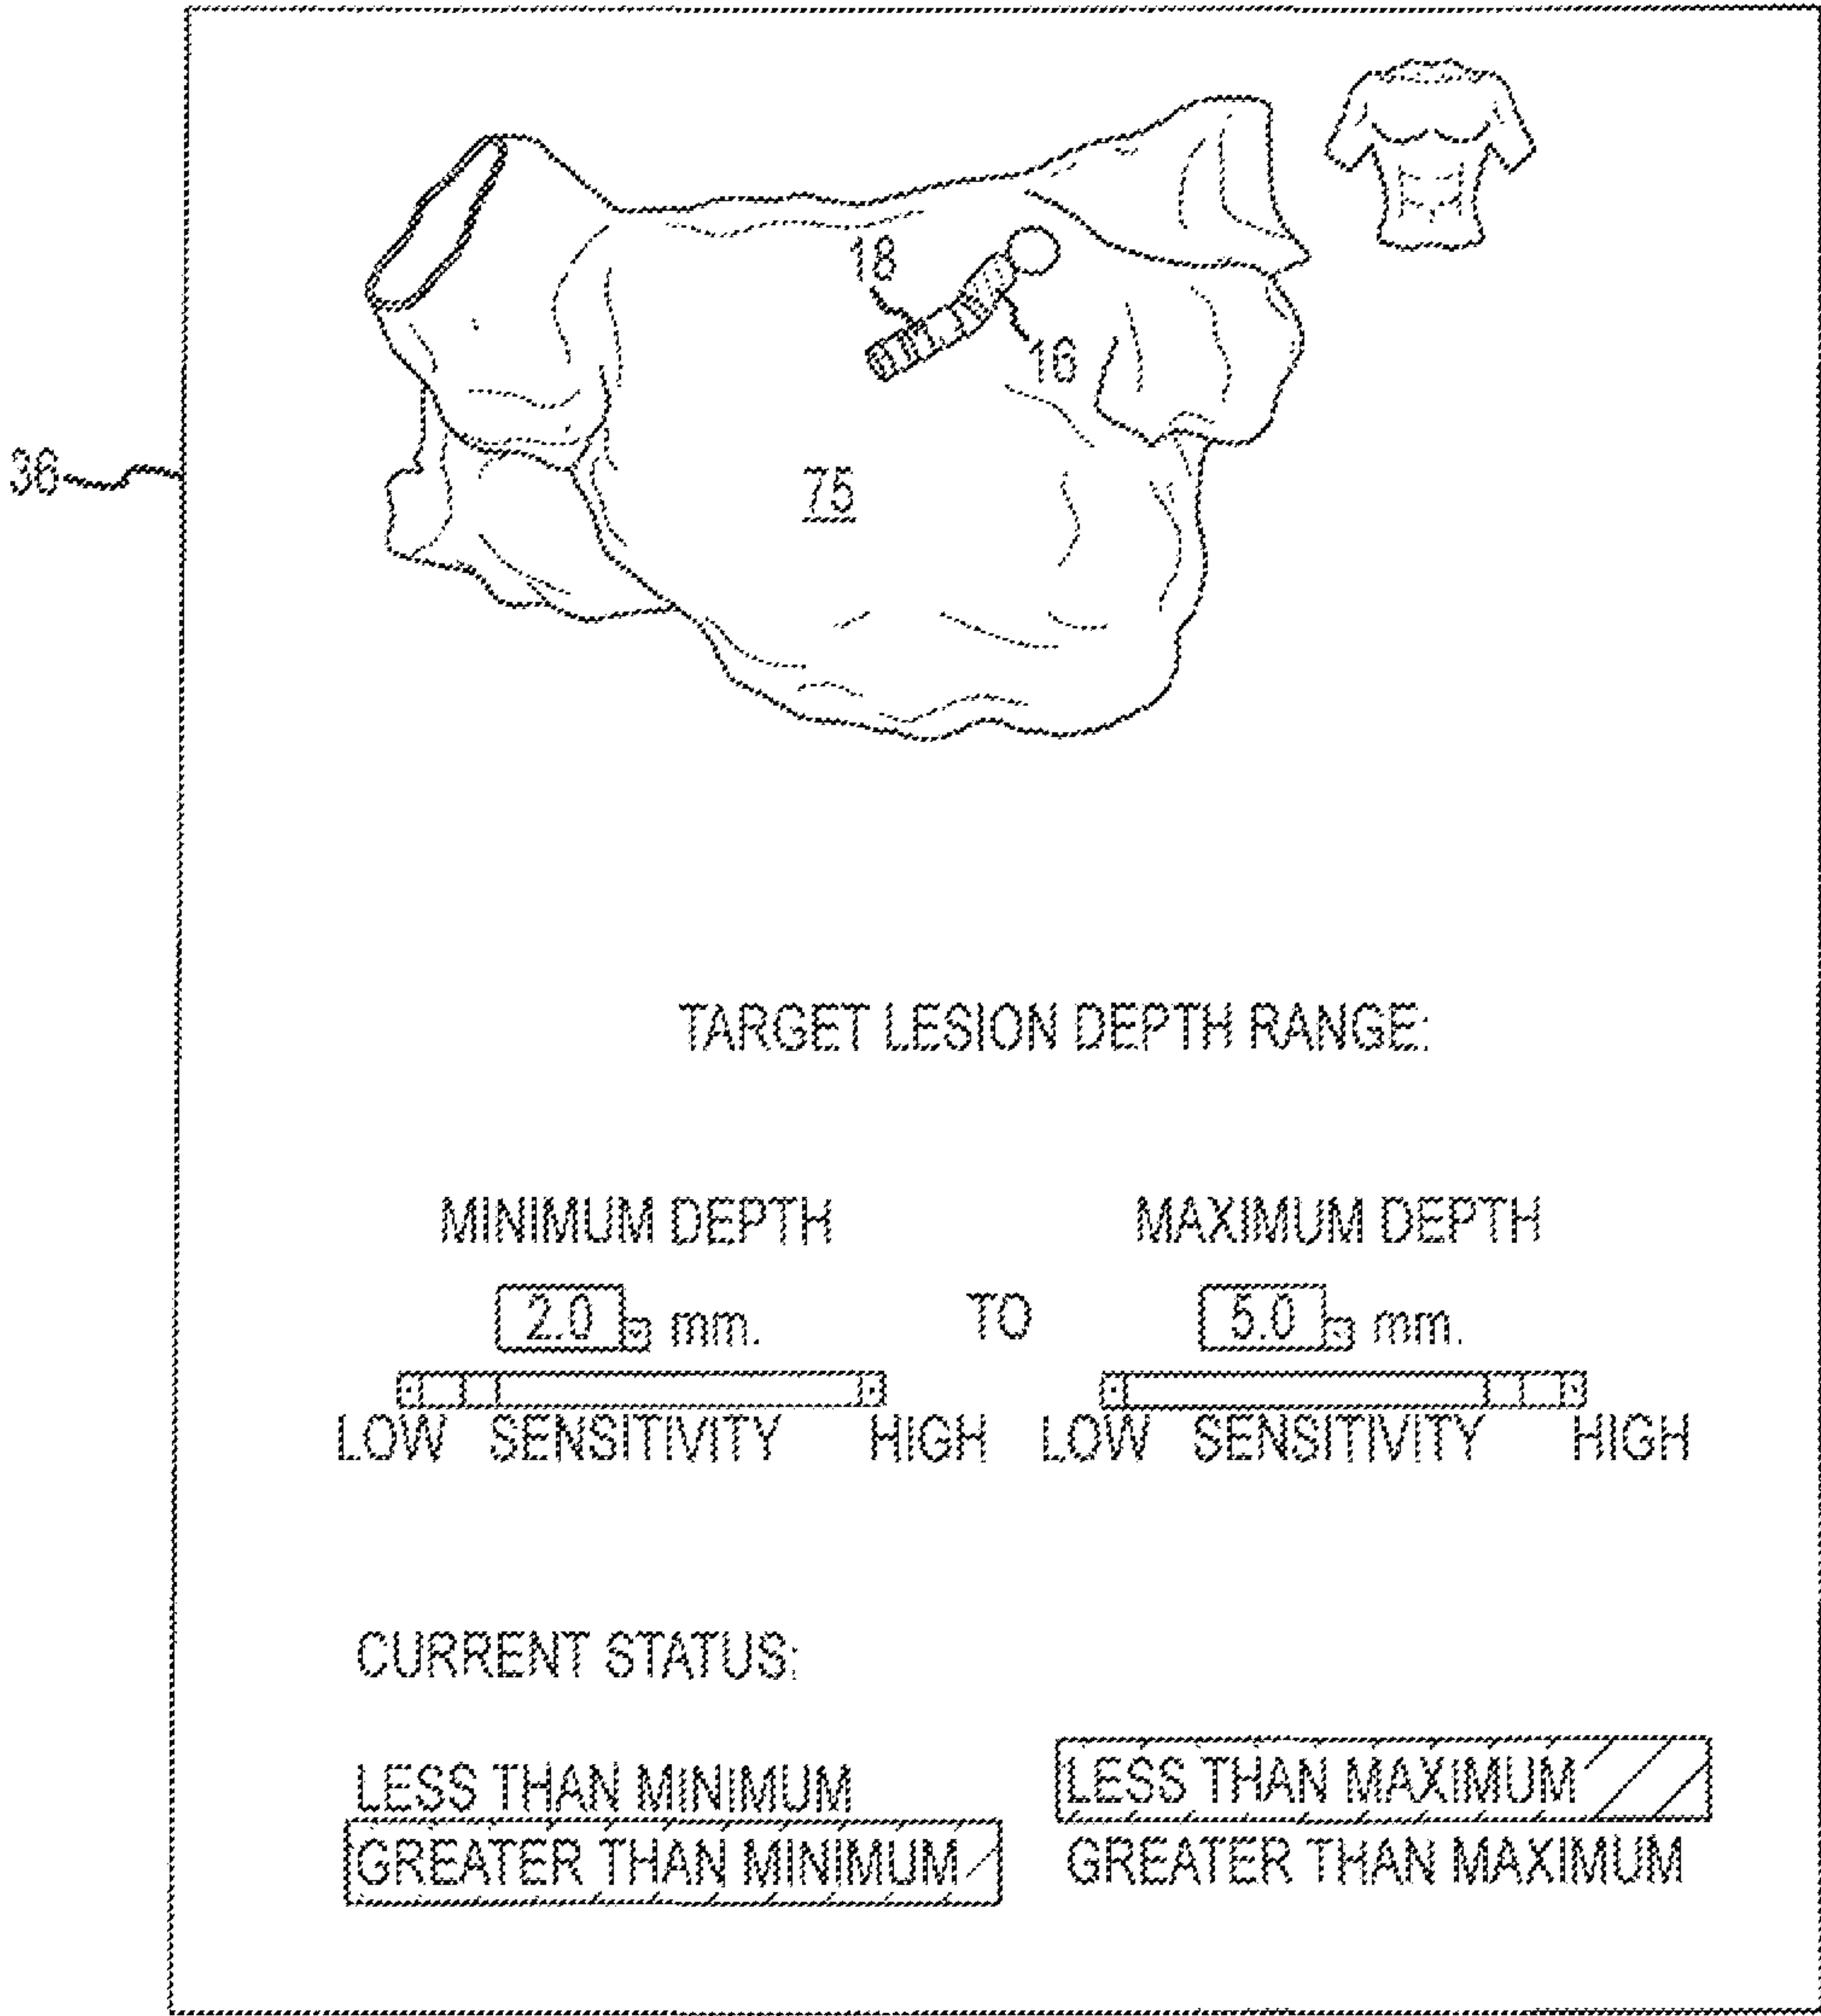 18
16
36
75
TARGET LESION DEPTH RANGE:
MINIMUM DEPTH MAXIMUM DEPTH
2.0 mm. TO 5.0 mm.
LOW SENSITIVITY HIGH LOW SENSITIVITY HIGH
CURRENT STATUS:
LESS THAN MINIMUM LESS THAN MAXIMUM
GREATER THAN MINIMUM GREATER THAN MAXIMUM